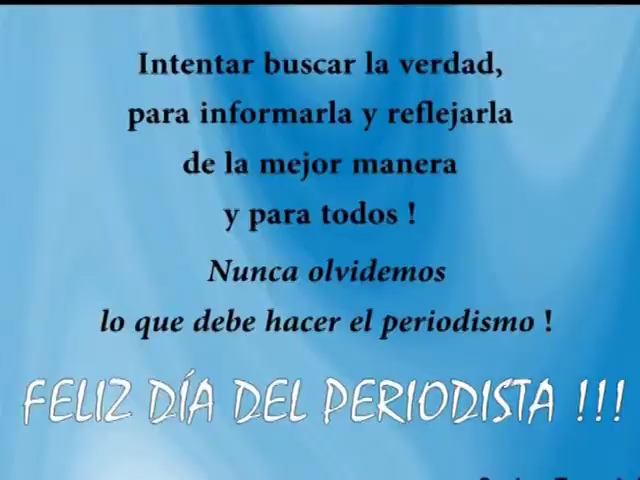 Intentar buscar la verdad,
para informarla y reflejarla
de la mejor manera
y para todos !
Nunca olvidemos
lo que debe hacer el periodismo !
FELIZ DÍA DEL PERIODISTA !!!